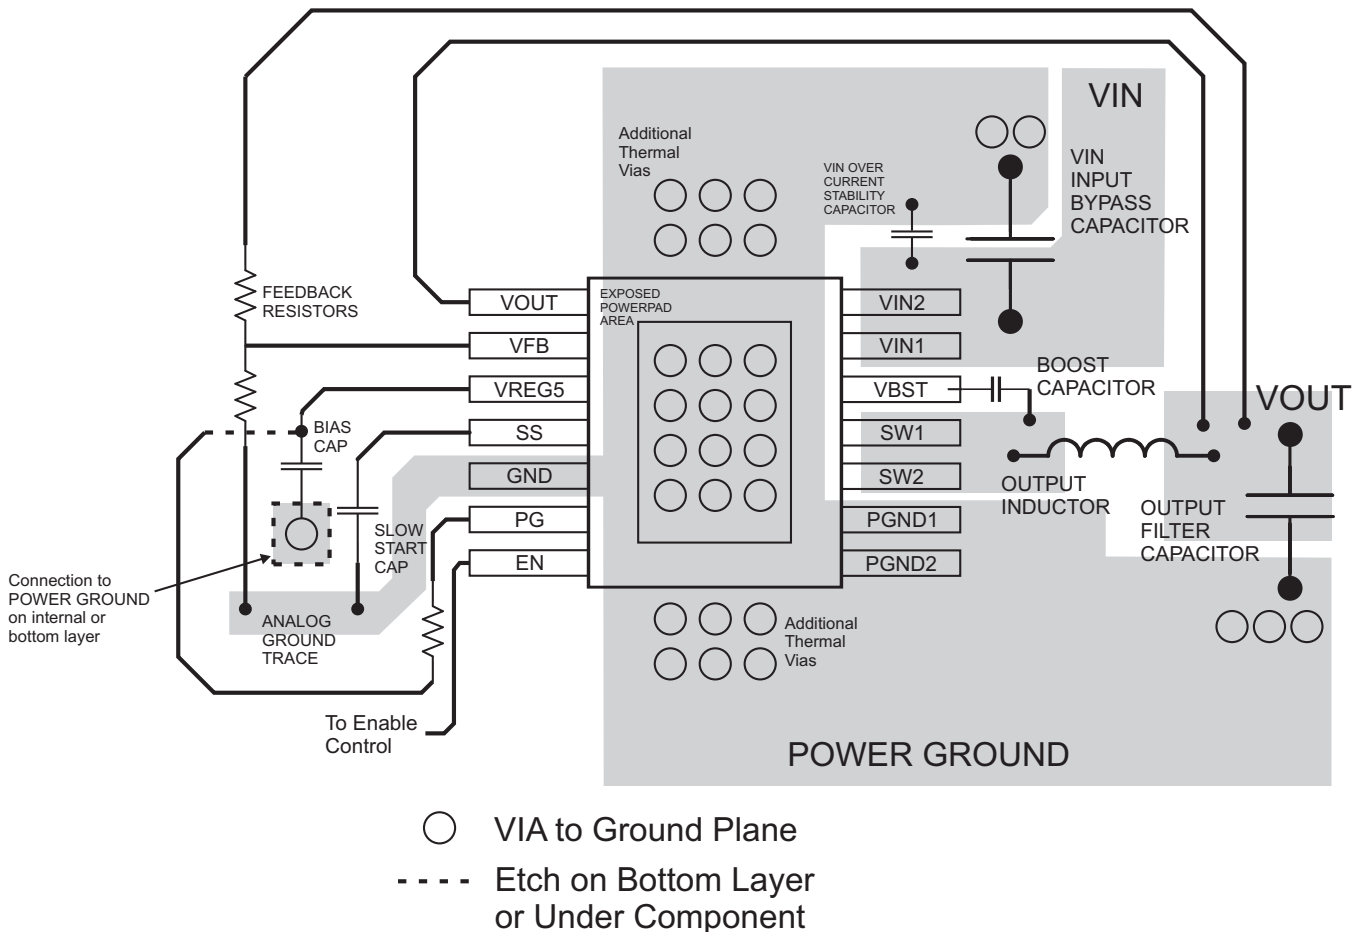 VIN
Additional
Thermal
Vias
VIN OVER
CURRENT
STABILITY
CAPACITOR
VIN
INPUT
BYPASS
CAPACITOR
FEEDBACK
RESISTORS
VOUT
EXPOSED
POWERPAD
AREA
VIN2
VFB
VIN1
VREG5
VBST
BOOST
CAPACITOR
VOUT
BIAS
CAP
SS
SW1
GND
SW2
OUTPUT
INDUCTOR
OUTPUT
FILTER
CAPACITOR
PG
PGND1
SLOW
START
CAP
EN
PGND2
Connection to
POWER GROUND
on internal or
bottom layer
ANALOG
GROUND
TRACE
Additional
Thermal
Vias
To Enable
Control
POWER GROUND
VIA to Ground Plane
Etch on Bottom Layer
or Under Component